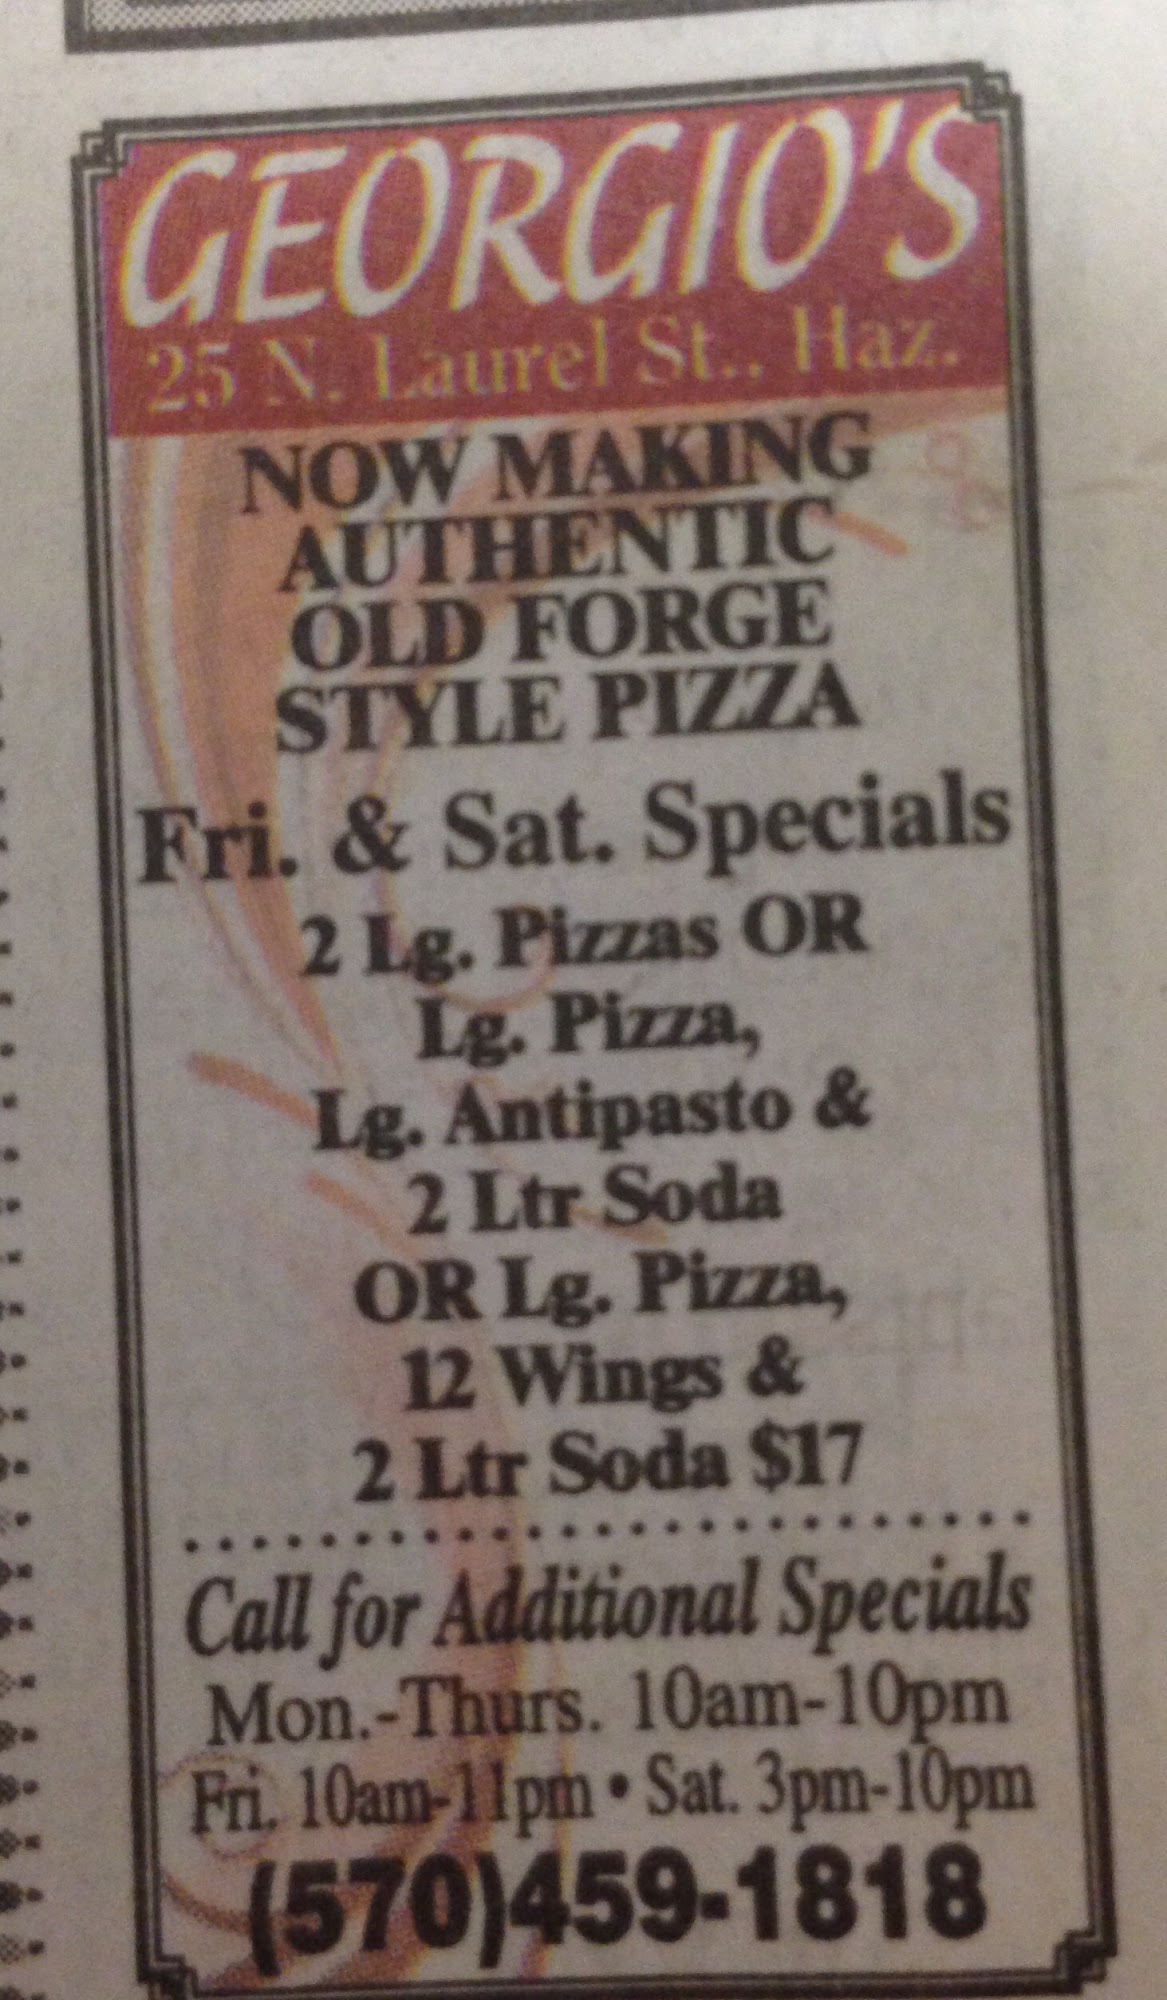 GEORGIO'S
25 N. Laurel St., Haz.
NOW MAKING
AUTHENTIC
OLD FORGE
STYLE PIZZA
Fri. & Sat. Specials
2 Lg. Pizzas OR
Lg. Pizza,
Lg. Antipasto &
2 Ltr Soda
OR Lg. Pizza,
12 Wings &
2 Ltr Soda $17
Call for Additional Specials
Mon.-Thurs. 10am-10pm
Fri. 10am-11pm • Sat. 3pm-10pm
(570)459-1818